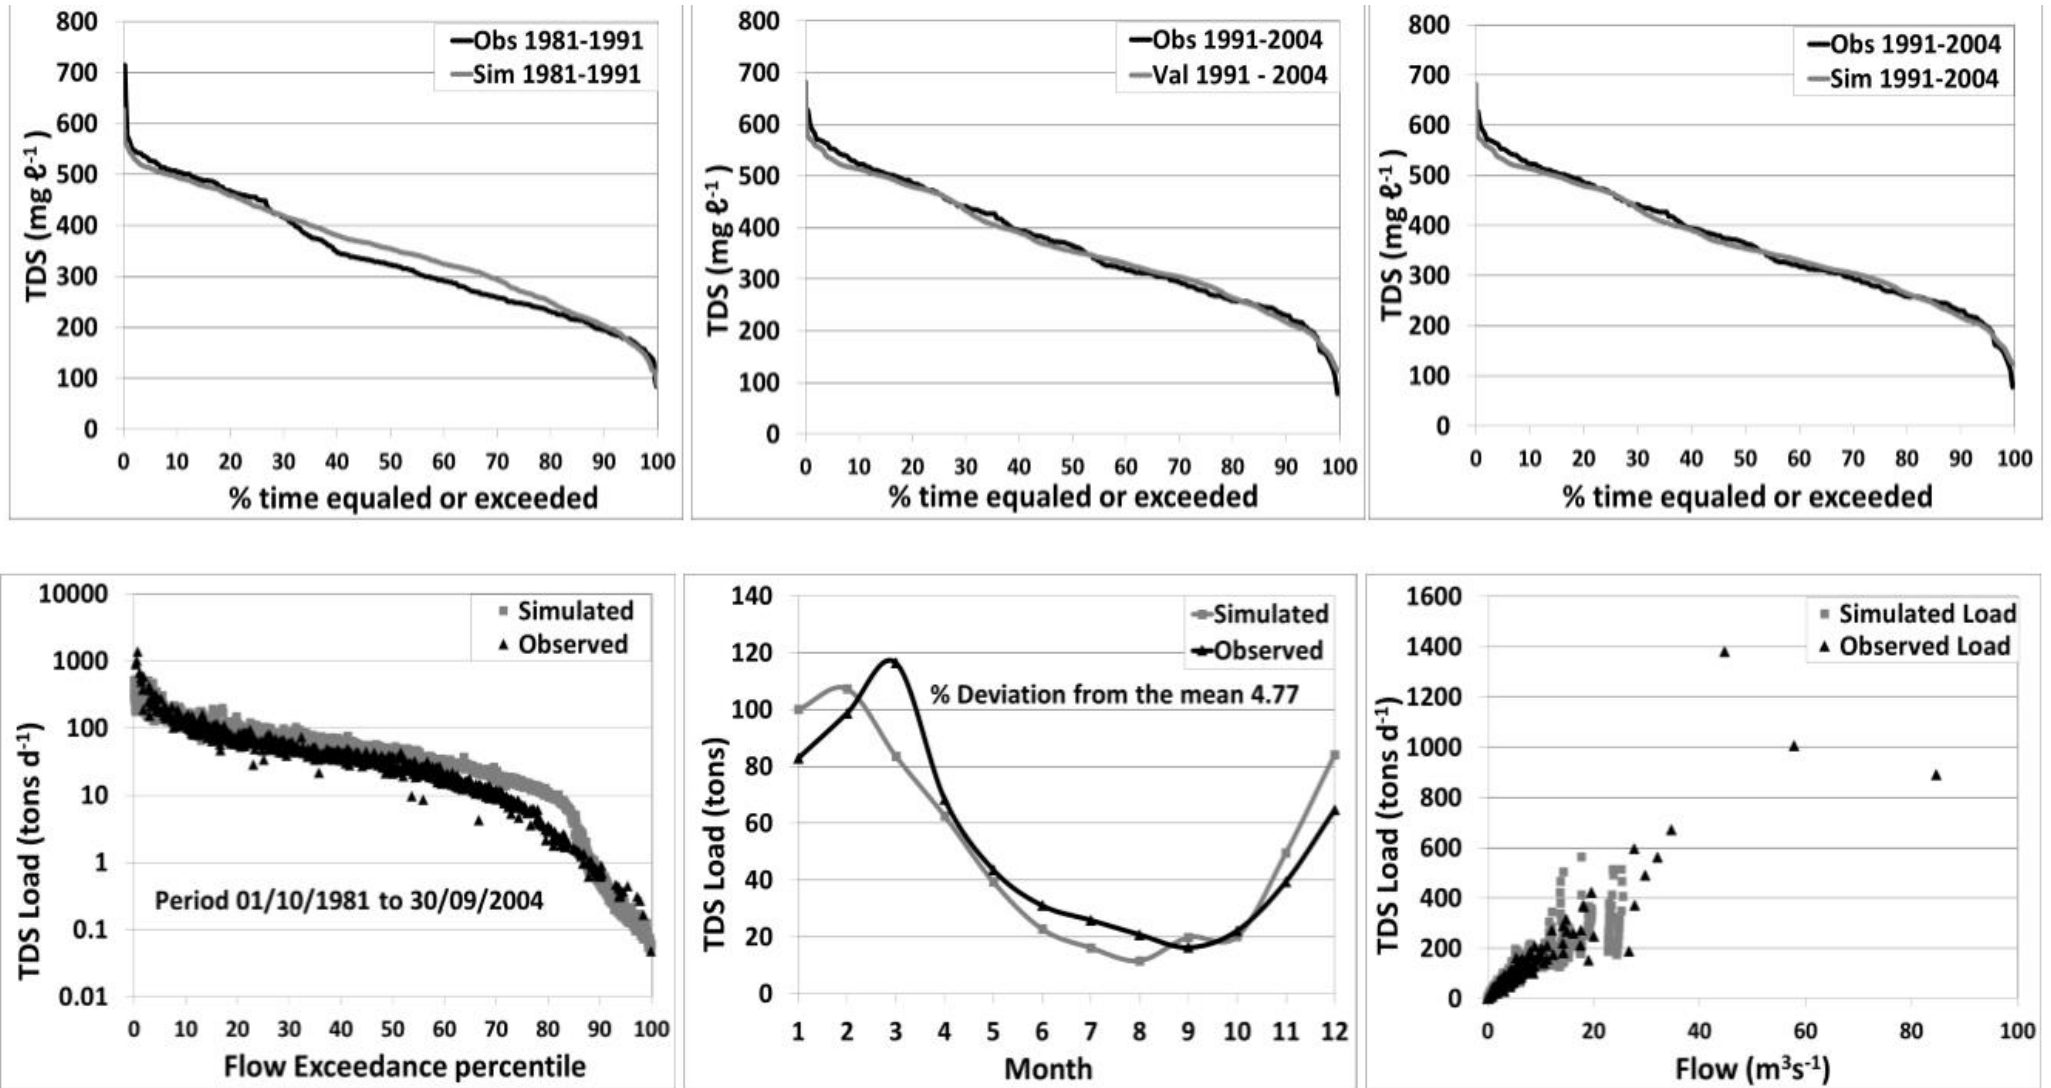 Obs 1981-1991
Sim 1981-1991
TDS (mg ℓ-1 )
800
700
600
500
400
300
200
100
0
0 10 20 30 40 50 60 70 80 90 100
% time equaled or exceeded
Obs 1991-2004
Val 1991 - 2004
TDS (mg ℓ-1 )
800
700
600
500
400
300
200
100
0
0 10 20 30 40 50 60 70 80 90 100
% time equaled or exceeded
Obs 1991-2004
Sim 1991-2004
TDS (mg ℓ-1 )
800
700
600
500
400
300
200
100
0
0 10 20 30 40 50 60 70 80 90 100
% time equaled or exceeded
Simulated
Observed
TDS Load (tons d-1)
10000
1000
100
10
1
0.1
0.01
Period 01/10/1981 to 30/09/2004
0 10 20 30 40 50 60 70 80 90 100
Flow Exceedance percentile
Simulated
Observed
% Deviation from the mean 4.77
TDS Load (tons)
140
120
100
80
60
40
20
0
1 2 3 4 5 6 7 8 9 10 11 12
Month
Simulated Load
Observed Load
TDS Load (tons d-1)
1600
1400
1200
1000
800
600
400
200
0
0 20 40 60 80 100
Flow (m3s-1)